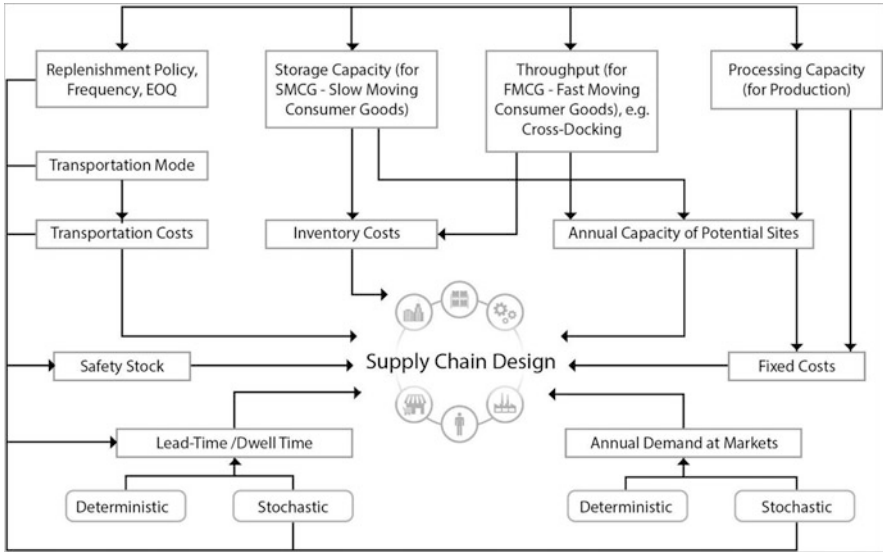 Replenishment Policy,
Frequency, EOQ
Storage Capacity (for
SMCG - Slow Moving
Consumer Goods)
Throughput (for
FMCG - Fast Moving
Consumer Goods), e.g.
Cross-Docking
Processing Capacity
(for Production)
Transportation Mode
Transportation Costs
Inventory Costs
Annual Capacity of Potential Sites
Safety Stock
Supply Chain Design
Fixed Costs
Lead-Time /Dwell Time
Annual Demand at Markets
Deterministic
Stochastic
Deterministic
Stochastic